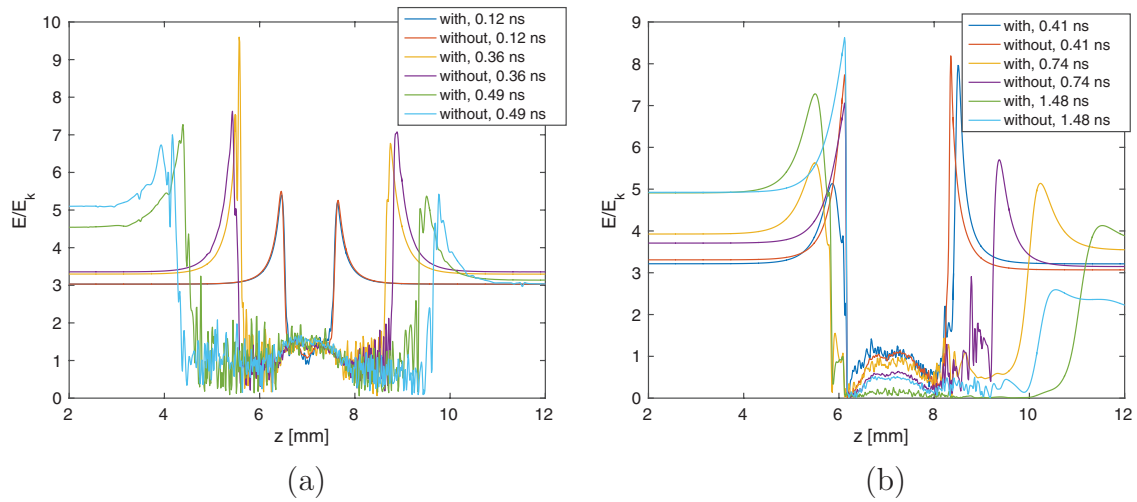 10
9
8
7
6
5
4
3
2
1
0
E/E_k
2
4
6
8
10
12
z [mm]
with, 0.12 ns
without, 0.12 ns
with, 0.36 ns
without, 0.36 ns
with, 0.49 ns
without, 0.49 ns
(a)
9
8
7
6
5
4
3
2
1
0
E/E_k
2
4
6
8
10
12
z [mm]
with, 0.41 ns
without, 0.41 ns
with, 0.74 ns
without, 0.74 ns
with, 1.48 ns
without, 1.48 ns
(b)